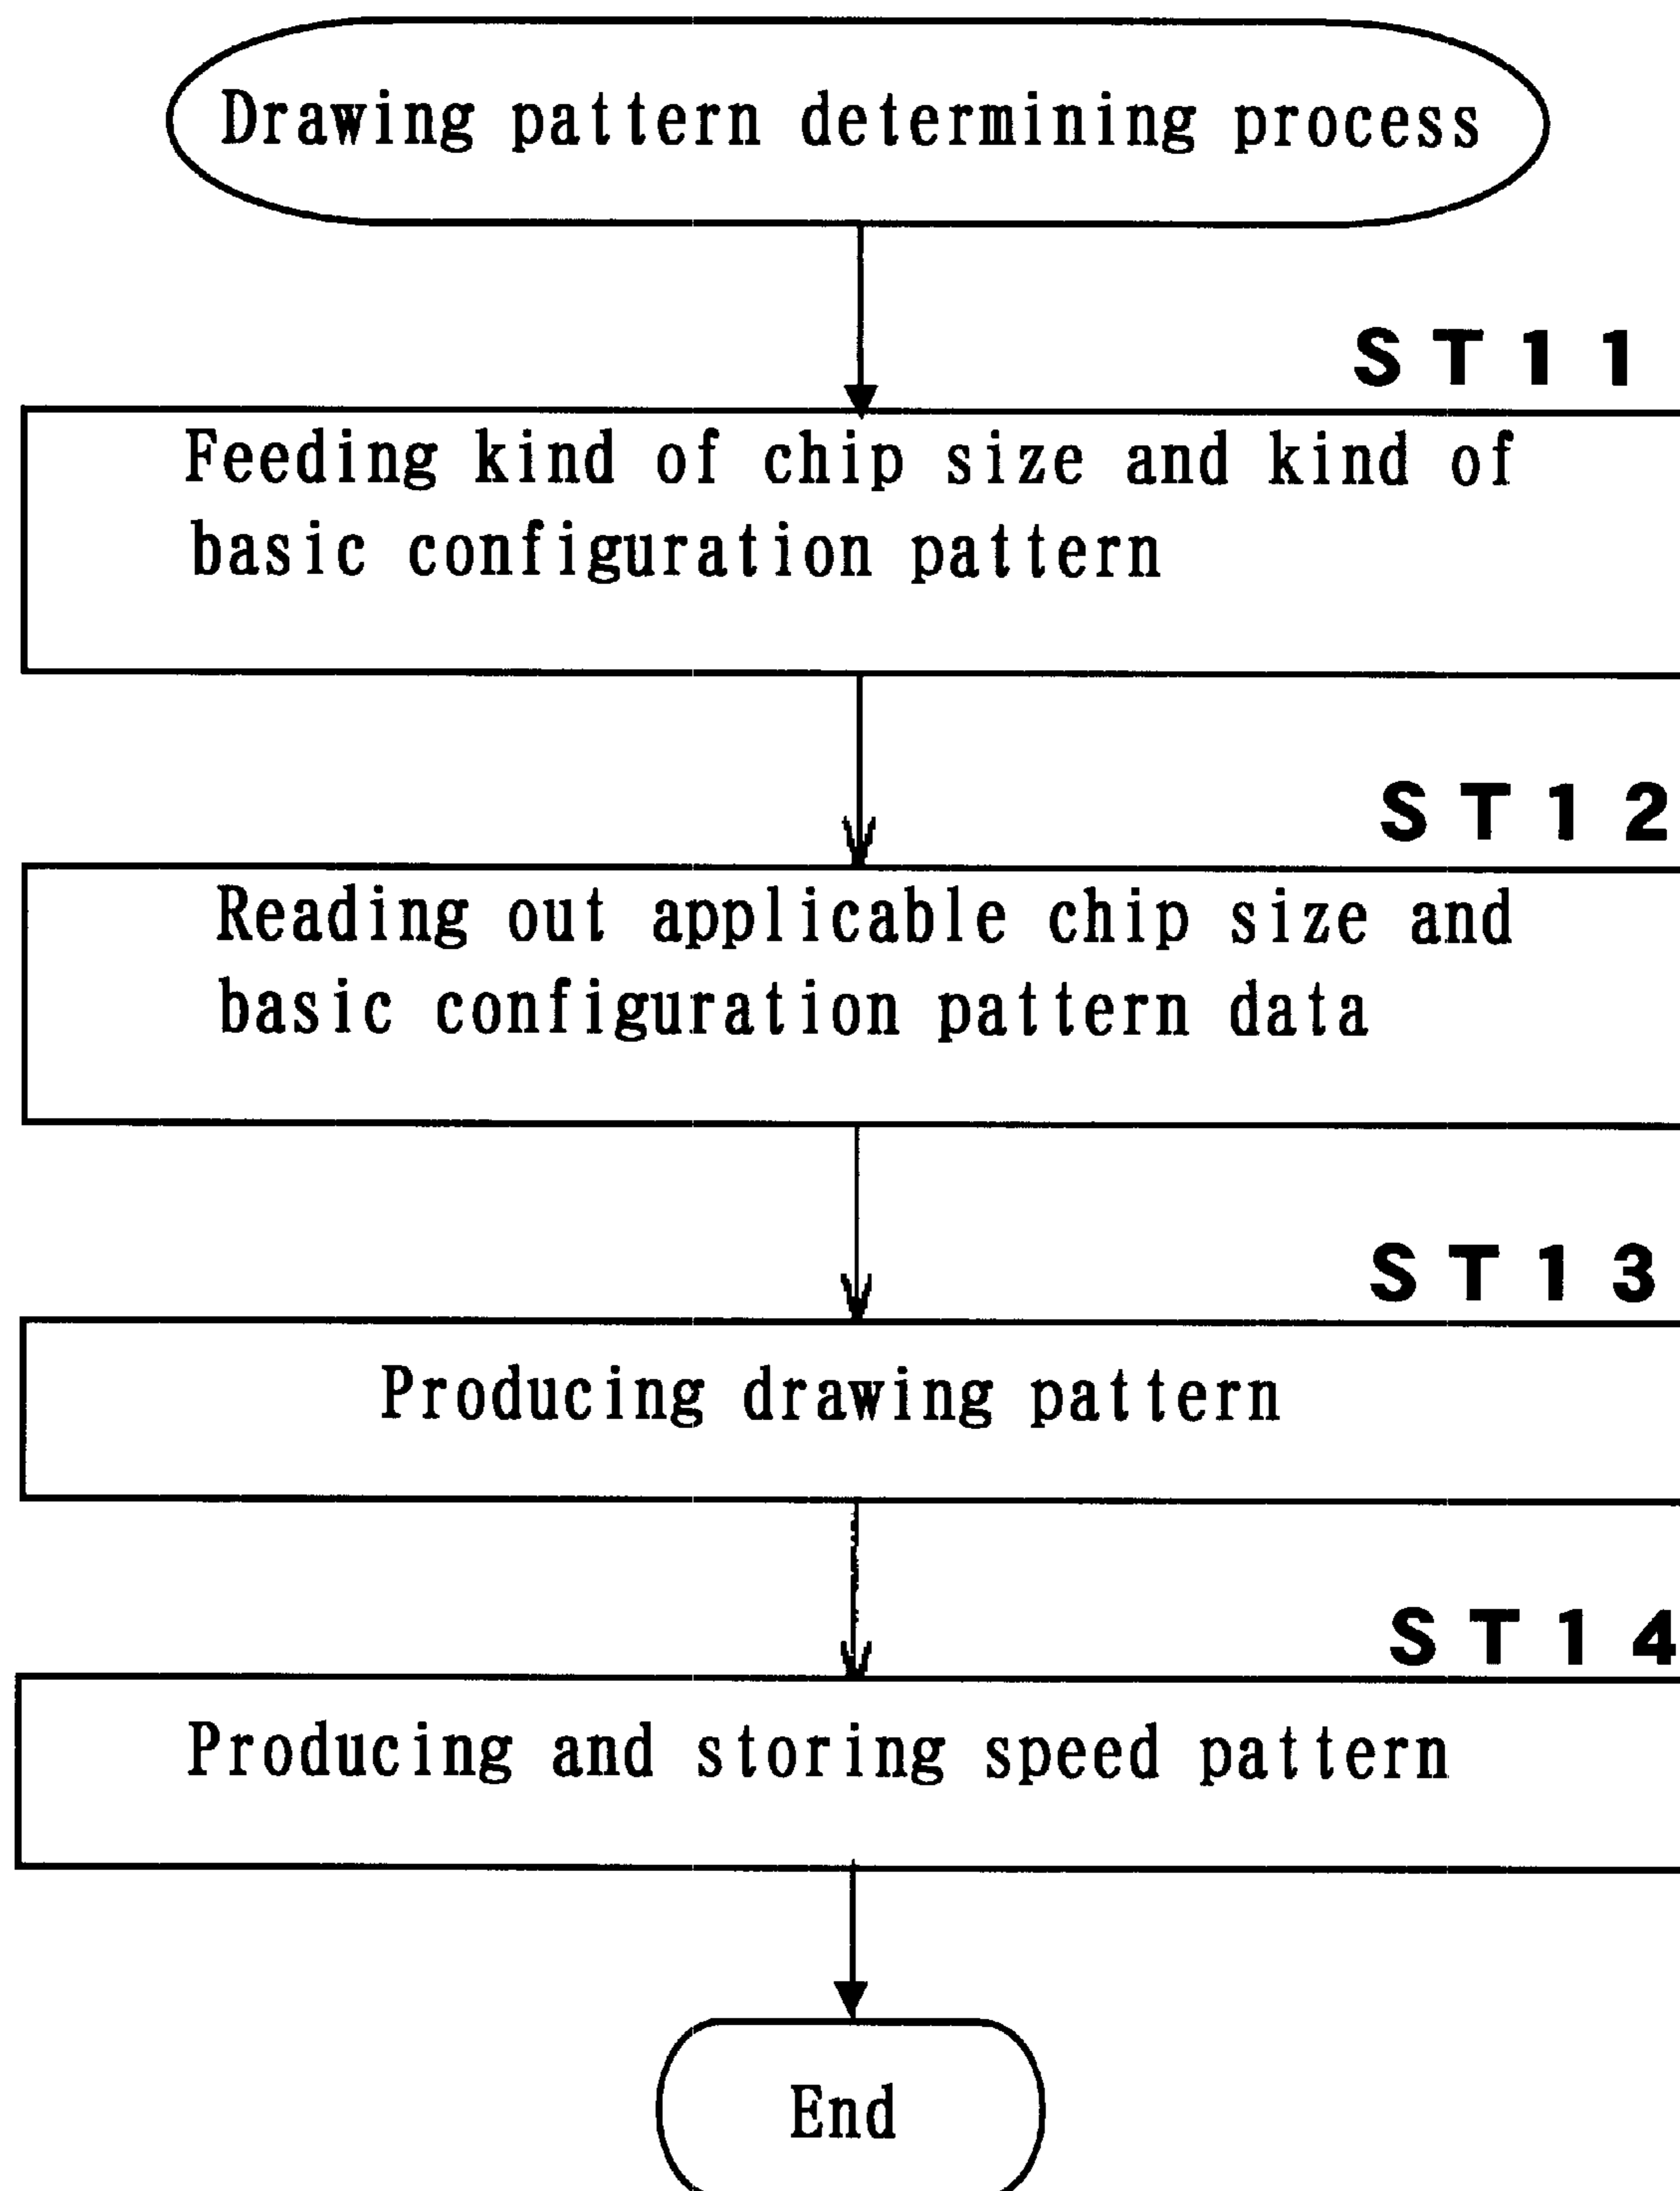 Drawing pattern determining process
ST11
Feeding kind of chip size and kind of
basic configuration pattern
ST12
Reading out applicable chip size and
basic configuration pattern data
ST13
Producing drawing pattern
ST14
Producing and storing speed pattern
End